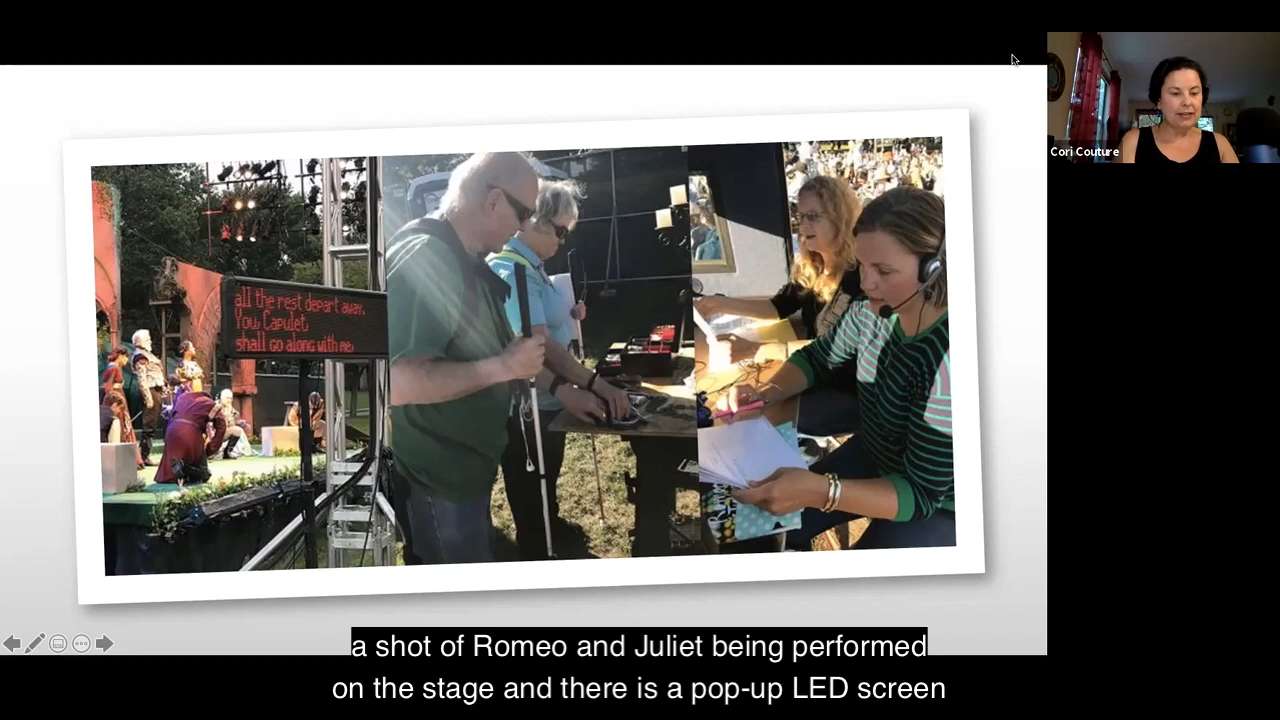 Cori Couture
all the rest depart away.
You, Capulet
shall go along with me,
a shot of Romeo and Juliet being performed
on the stage and there is a pop-up LED screen